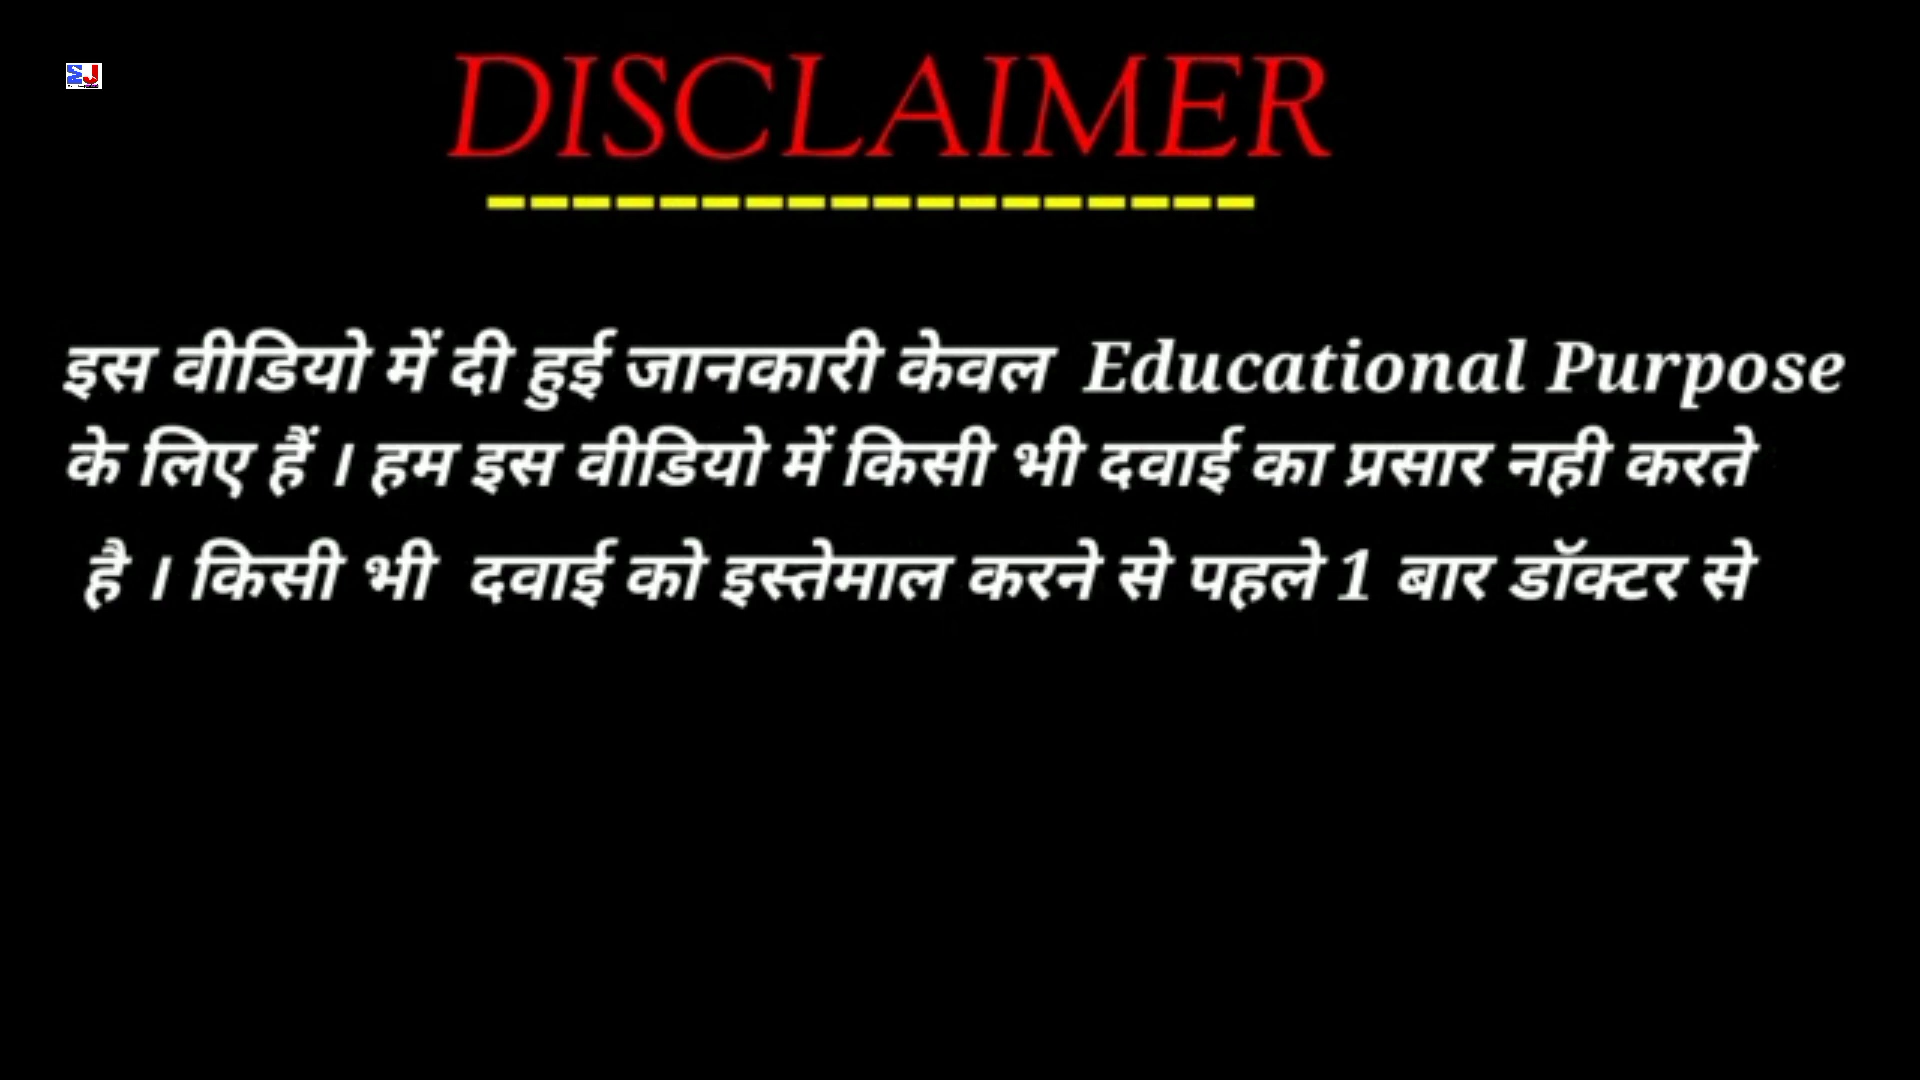 DISCLAIMER
------------------
इस वीडियो में दी हुई जानकारी केवल Educational Purpose
के लिए हैं । हम इस वीडियो में किसी भी दवाई का प्रसार नही करते
है । किसी भी दवाई को इस्तेमाल करने से पहले 1 बार डॉक्टर से